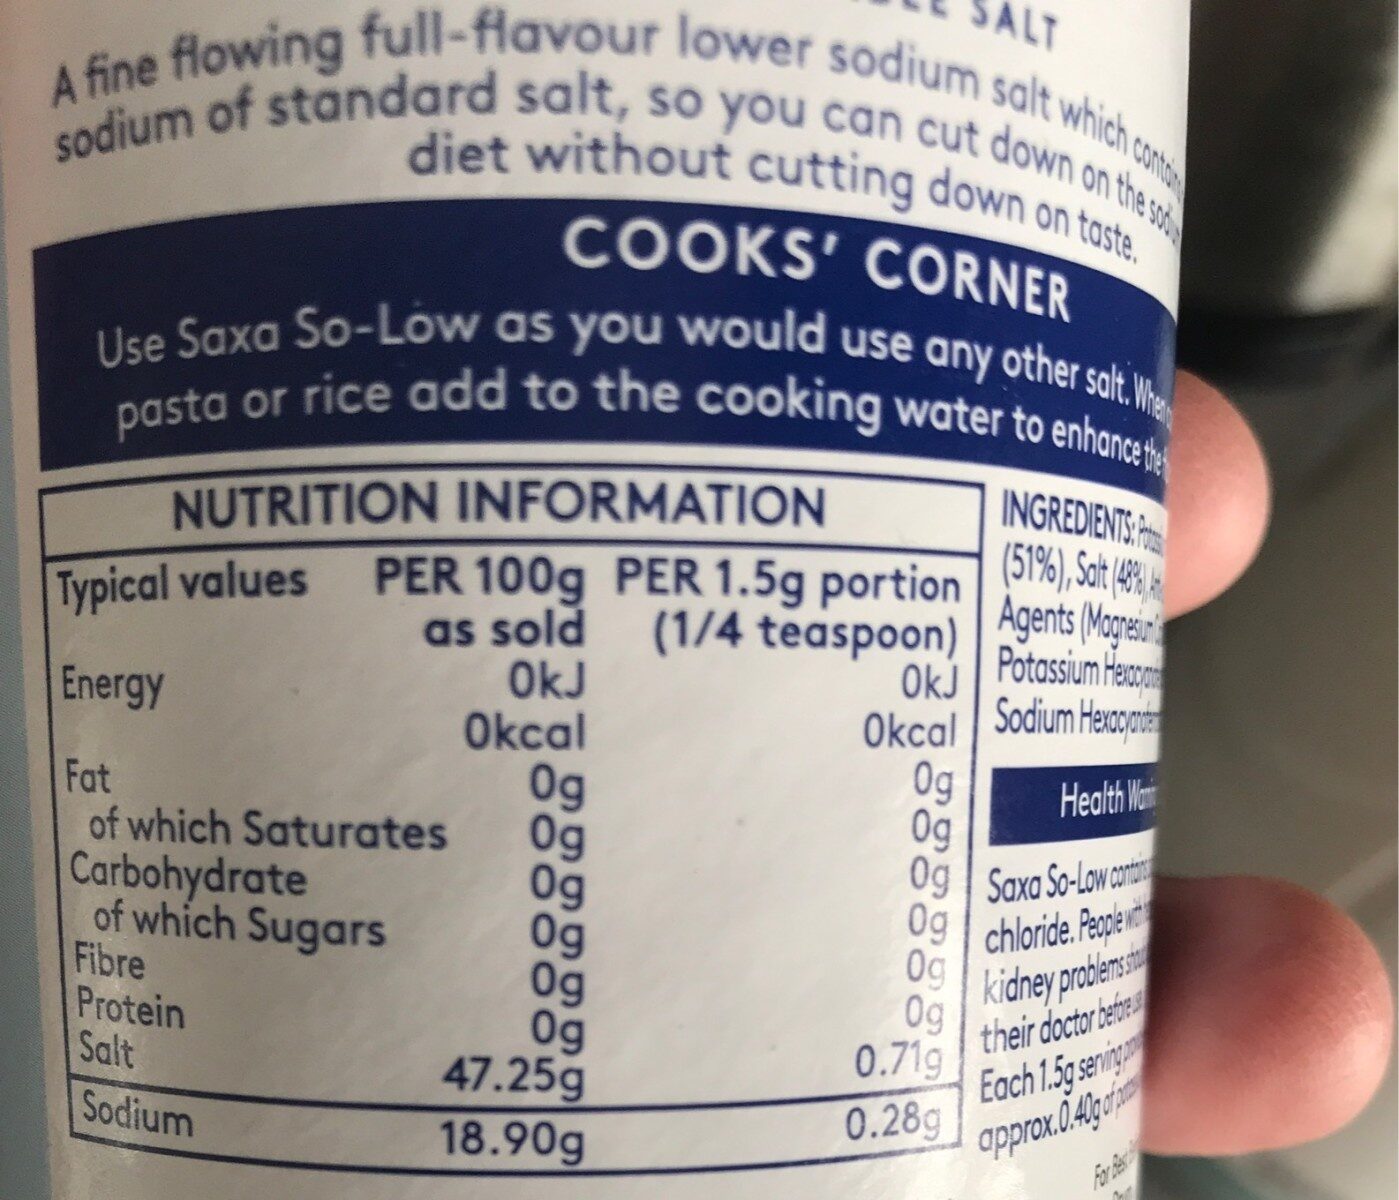 SALT
A fine flowing full-flavour lower sodium salt which
sodium of standard salt, so you can cut down on the
diet without cutting down on taste.
COOKS' CORNER
Use Saxa So-Low as you would use any other salt. When
pasta or rice add to the cooking water to enhance the
NUTRITION INFORMATION
Typical values PER 100g PER 1.5g portion
as sold (1/4 teaspoon)
Energy 0kJ 0kJ
0kcal 0kcal
Fat 0g 0g
of which Saturates 0g 0g
Carbohydrate 0g 0g
of which Sugars 0g 0g
Fibre 0g 0g
Protein 0g 0g
Salt 47.25g 0.71g
Sodium 18.90g 0.28g
INGREDIENTS:
(51%), Salt (48%),
Agents (Magnesium
Potassium
Sodium
Health
Saxa So-Low
chloride. People with
kidney problems
their doctor before
Each 1.5g serving
approx. 0.40g of
For Best